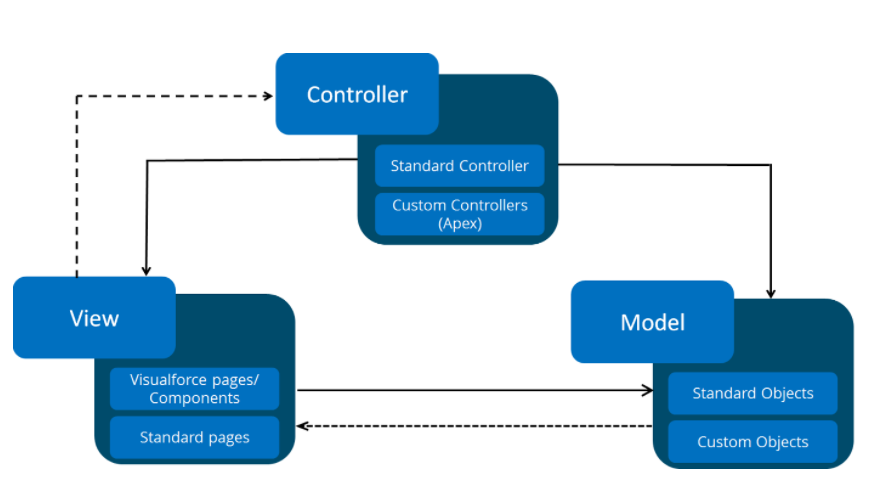 Controller
Standard Controller
Custom Controllers
(Apex)
View
Visualforce pages/
Components
Standard pages
Model
Standard Objects
Custom Objects